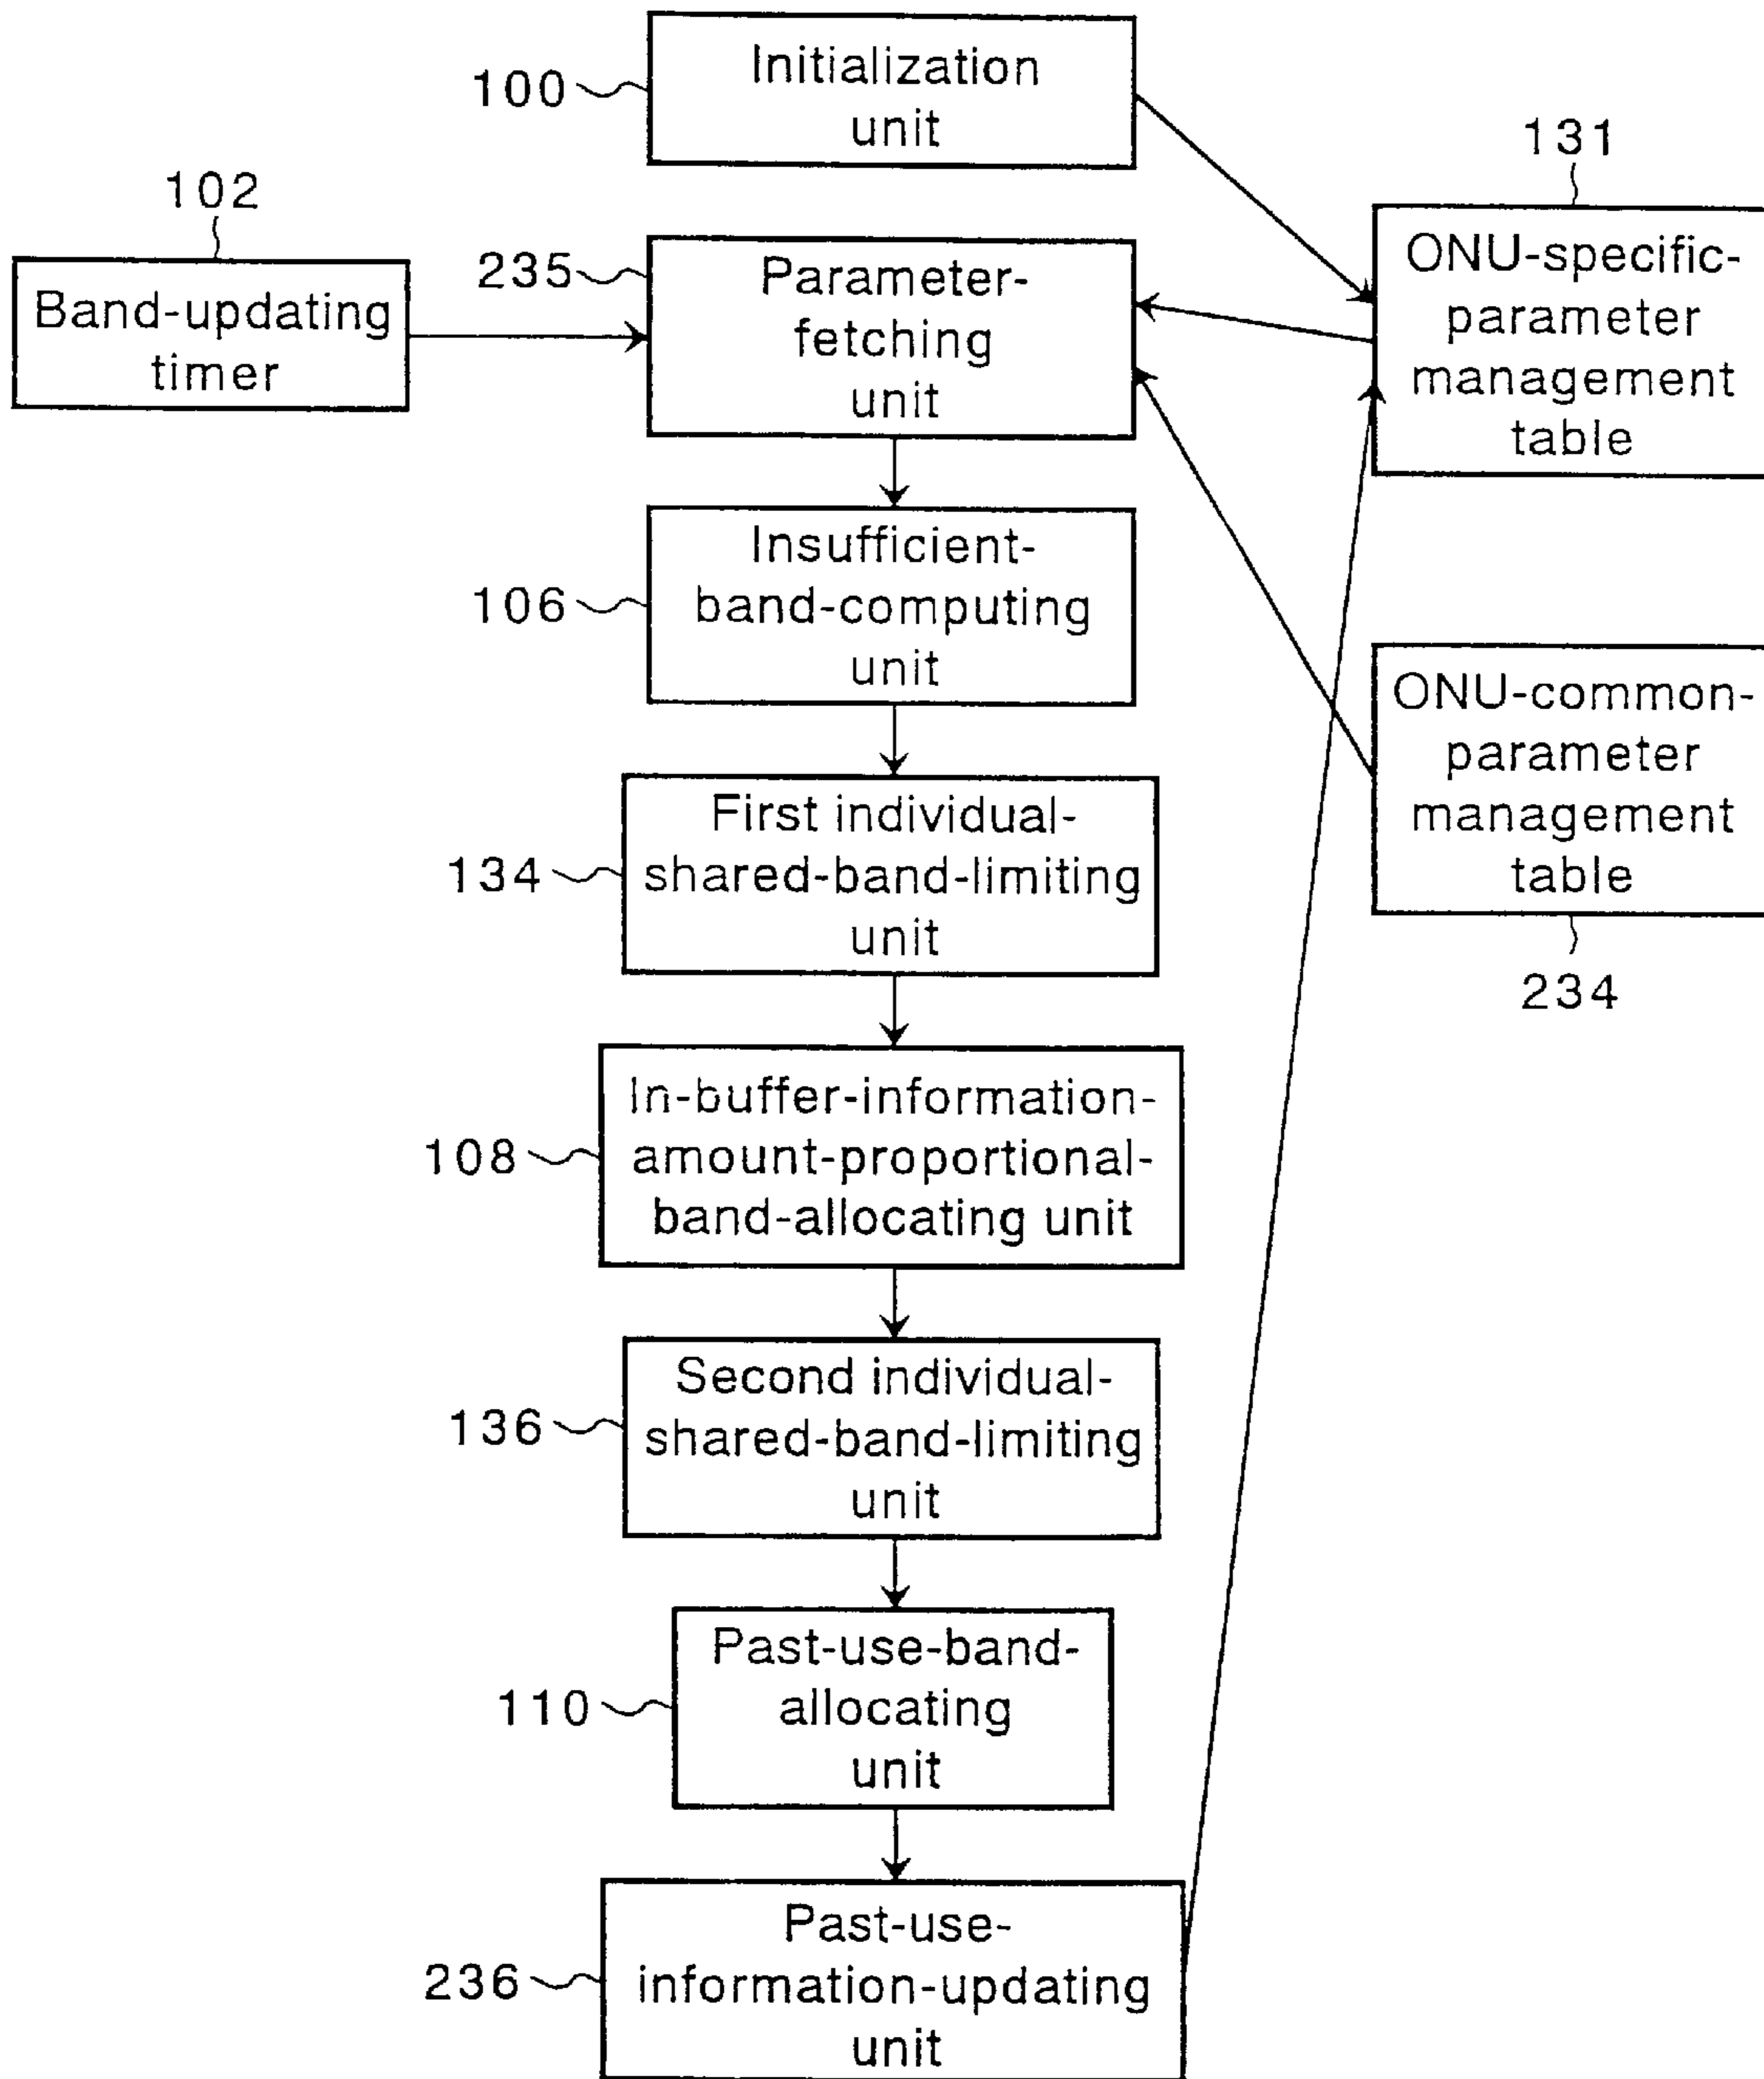 100
Initialization
unit
131
102
ONU-specific-
parameter
management
table
235
Parameter-
fetching
unit
Band-updating
timer
106
Insufficient-
band-computing
unit
ONU-common-
parameter
management
table
234
134
First individual-
shared-band-limiting
unit
108
In-buffer-information-
amount-proportional-
band-allocating unit
136
Second individual-
shared-band-limiting
unit
110
Past-use-band-
allocating
unit
236
Past-use-
information-updating
unit